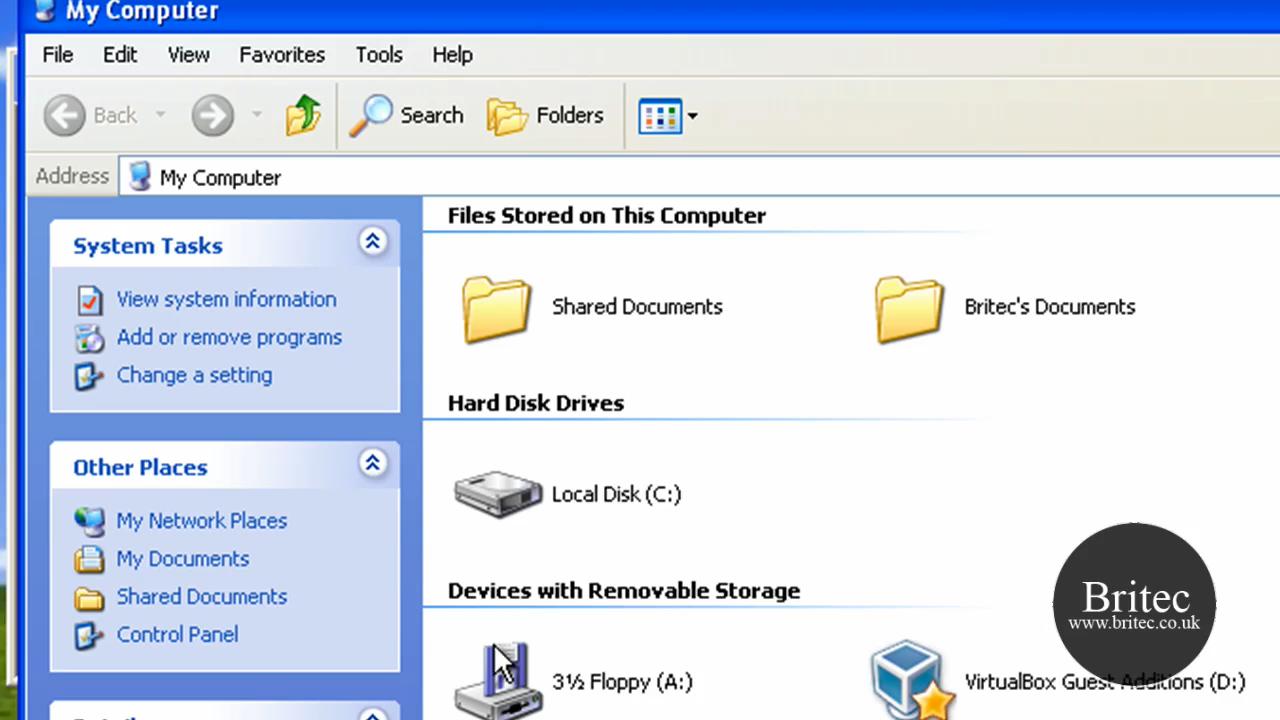 My Computer
File Edit View Favorites Tools Help
Back Search Folders
Address My Computer
System Tasks
View system information
Add or remove programs
Change a setting
Other Places
My Network Places
My Documents
Shared Documents
Control Panel
Files Stored on This Computer
Shared Documents Britec's Documents
Hard Disk Drives
Local Disk (C:)
Devices with Removable Storage
3½ Floppy (A:) VirtualBox Guest Additions (D:)
Britec
www.britec.co.uk